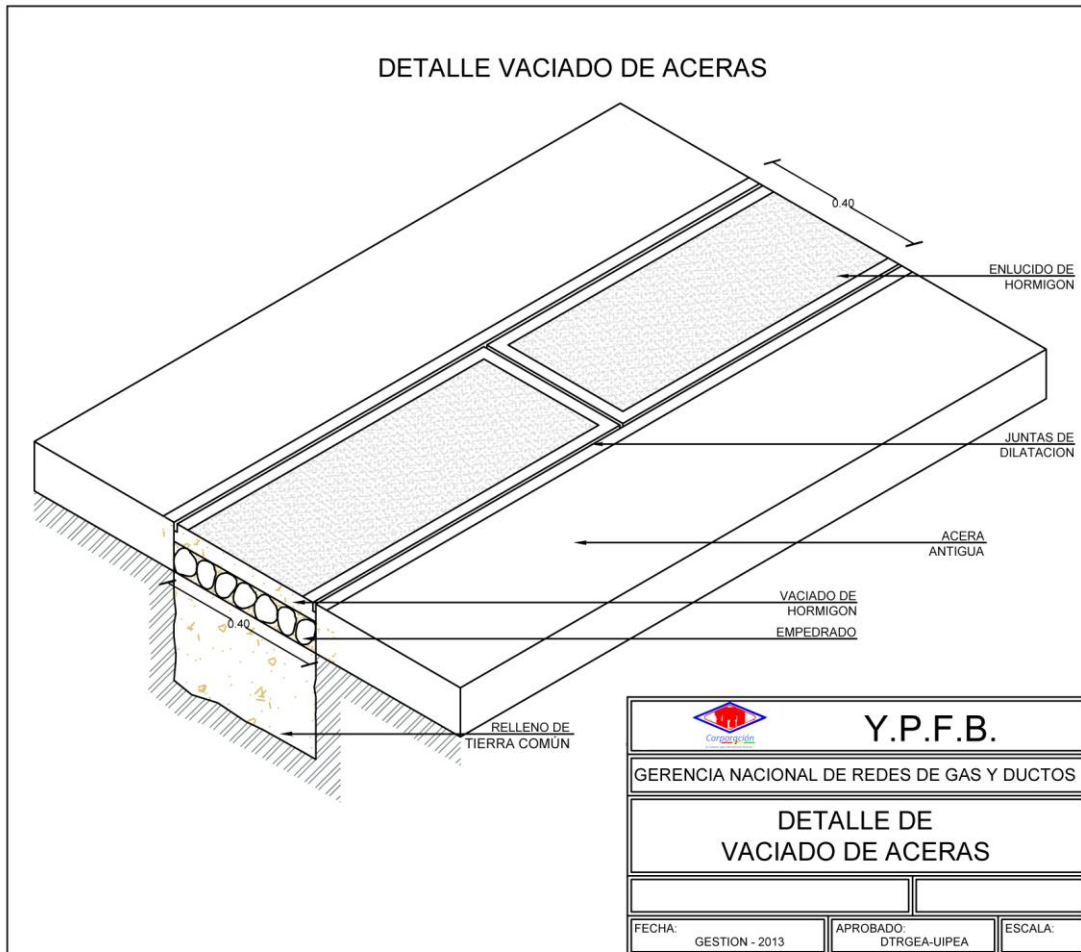 DETALLE VACIADO DE ACERAS
0.40
ENLUCIDO DE
HORMIGON
JUNTAS DE
DILATACION
ACERA
ANTIGUA
VACIADO DE
HORMIGON
EMPEDRADO
0.40
RELLENO DE
TIERRA COMÚN
Corporación
Y.P.F.B.
GERENCIA NACIONAL DE REDES DE GAS Y DUCTOS
DETALLE DE
VACIADO DE ACERAS
FECHA:
GESTION - 2013
APROBADO:
DTRGEA-UIPEA
ESCALA: